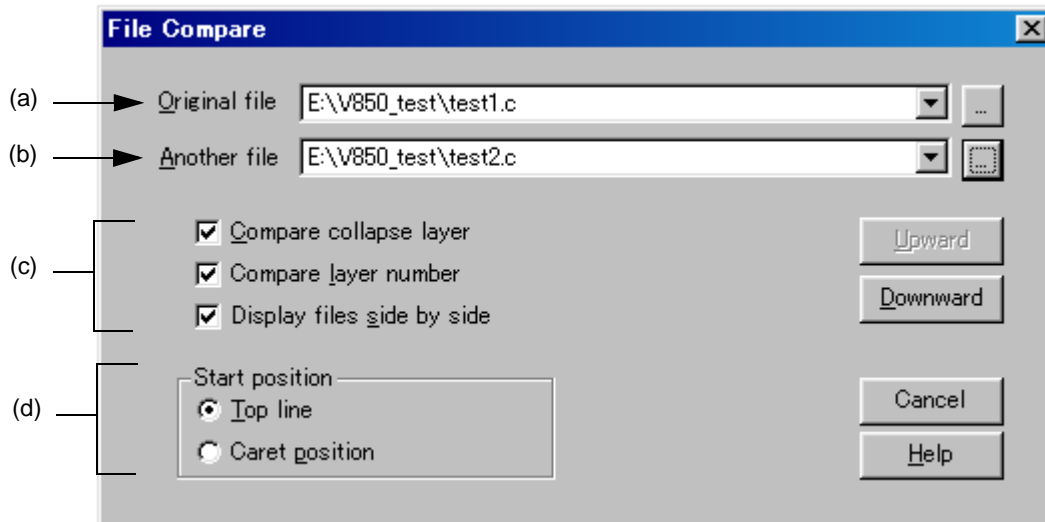 File Compare
(a) Original file E:\V850_test\test1.c ...
(b) Another file E:\V850_test\test2.c ...
(c)
Compare collapse layer
Compare layer number
Display files side by side
Upward
Downward
(d)
Start position
Top line
Caret position
Cancel
Help